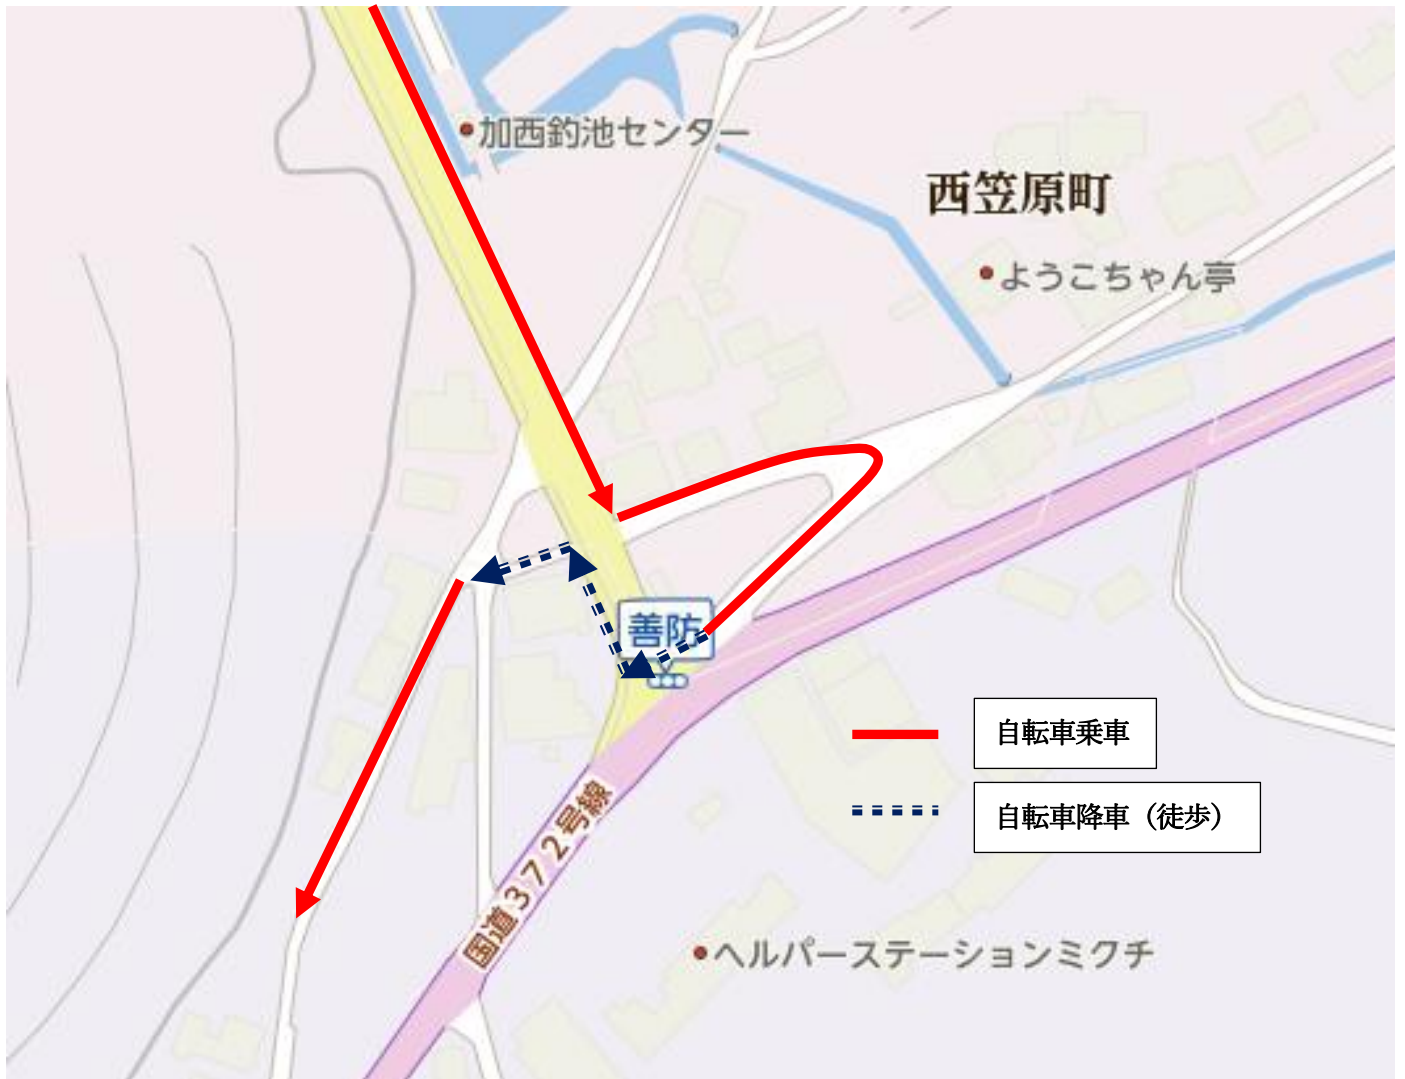 加西釣池センター
西笠原町
ようこちゃん亭
善防
自転車乗車
自転車降車（徒歩）
国道372号線
ヘルパーステーションミクチ